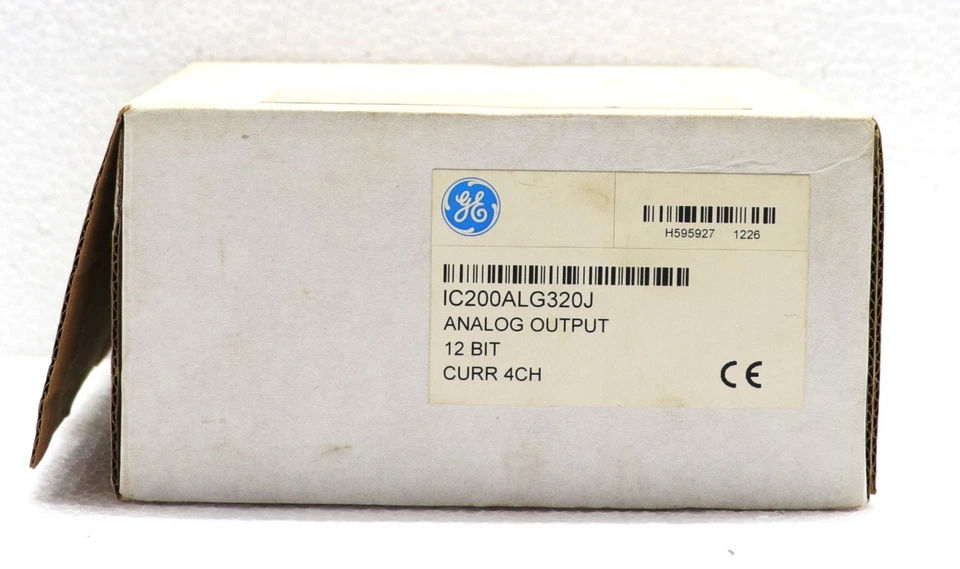 GE
H595927 1226
IC200ALG320J
ANALOG OUTPUT
12 BIT
CURR 4CH
CE